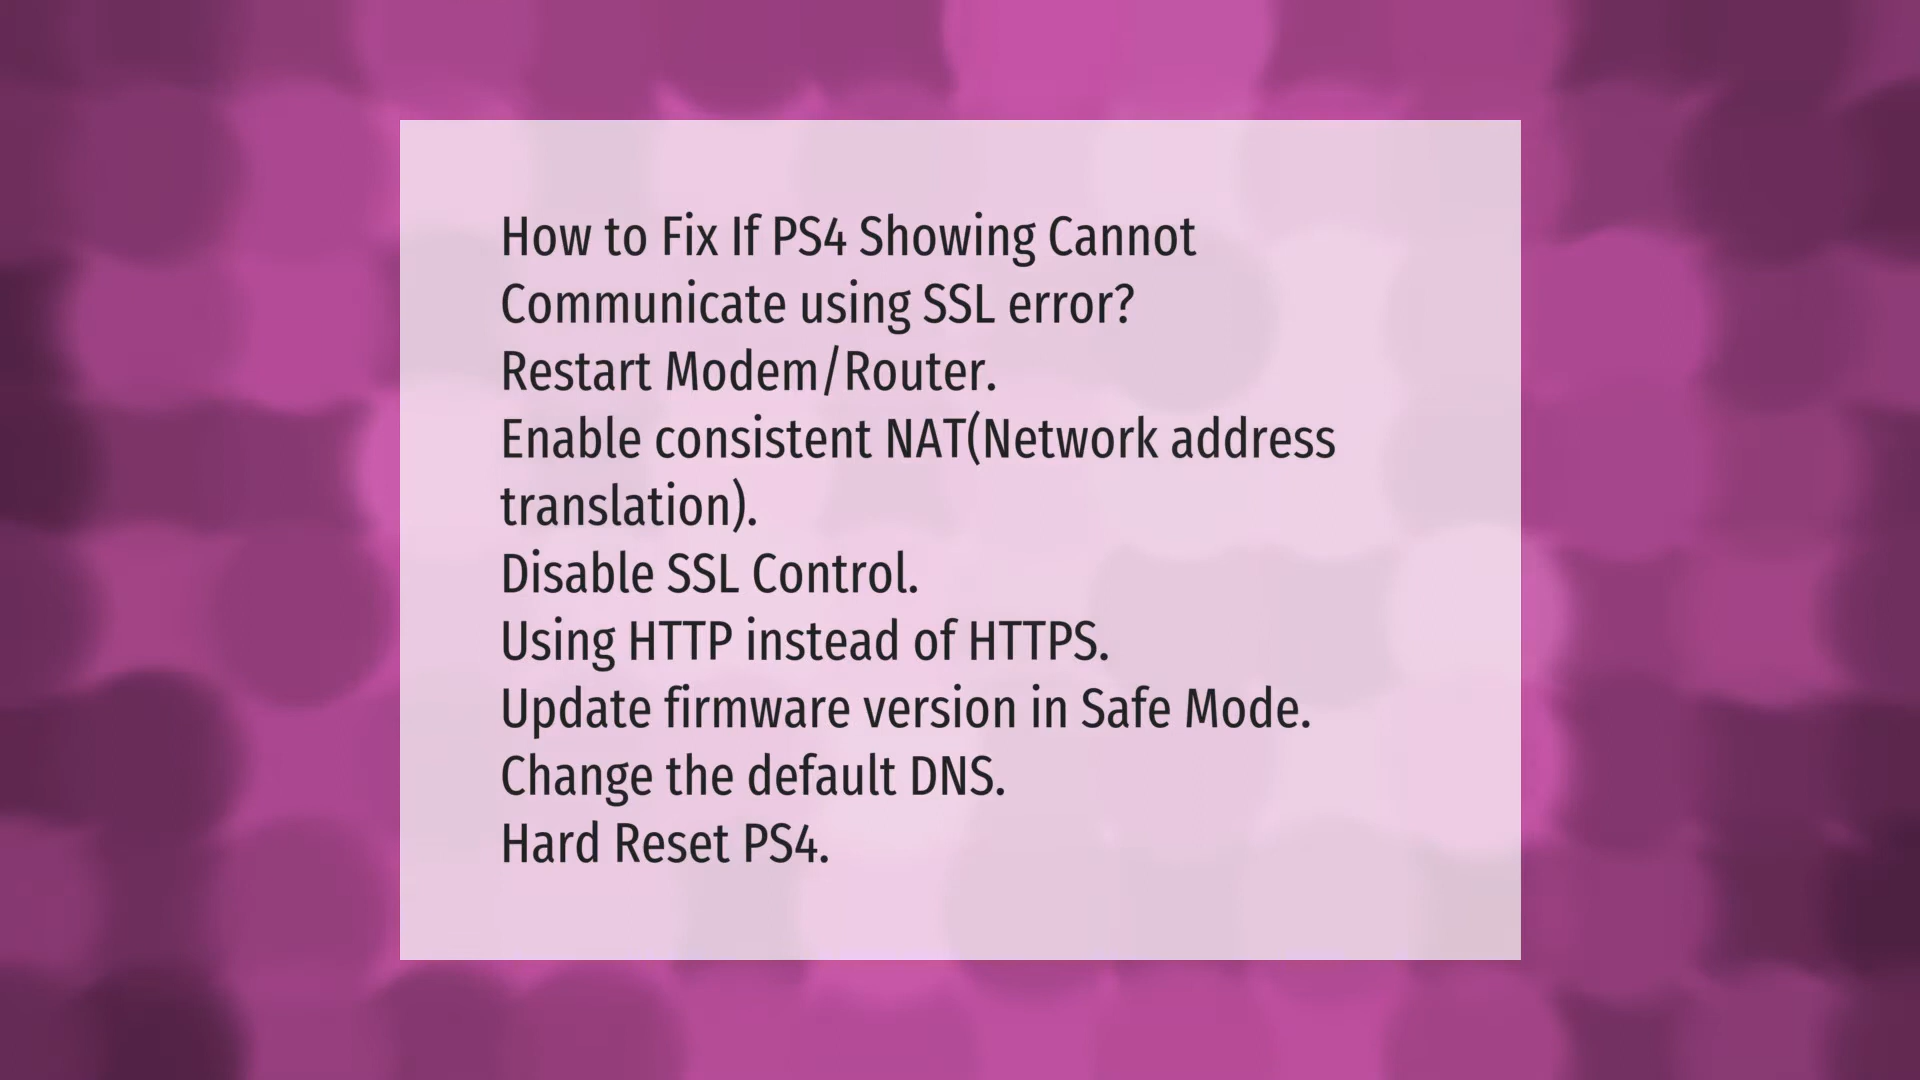 How to Fix If PS4 Showing Cannot
Communicate using SSL error?
Restart Modem/Router.
Enable consistent NAT(Network address
translation).
Disable SSL Control.
Using HTTP instead of HTTPS.
Update firmware version in Safe Mode.
Change the default DNS.
Hard Reset PS4.